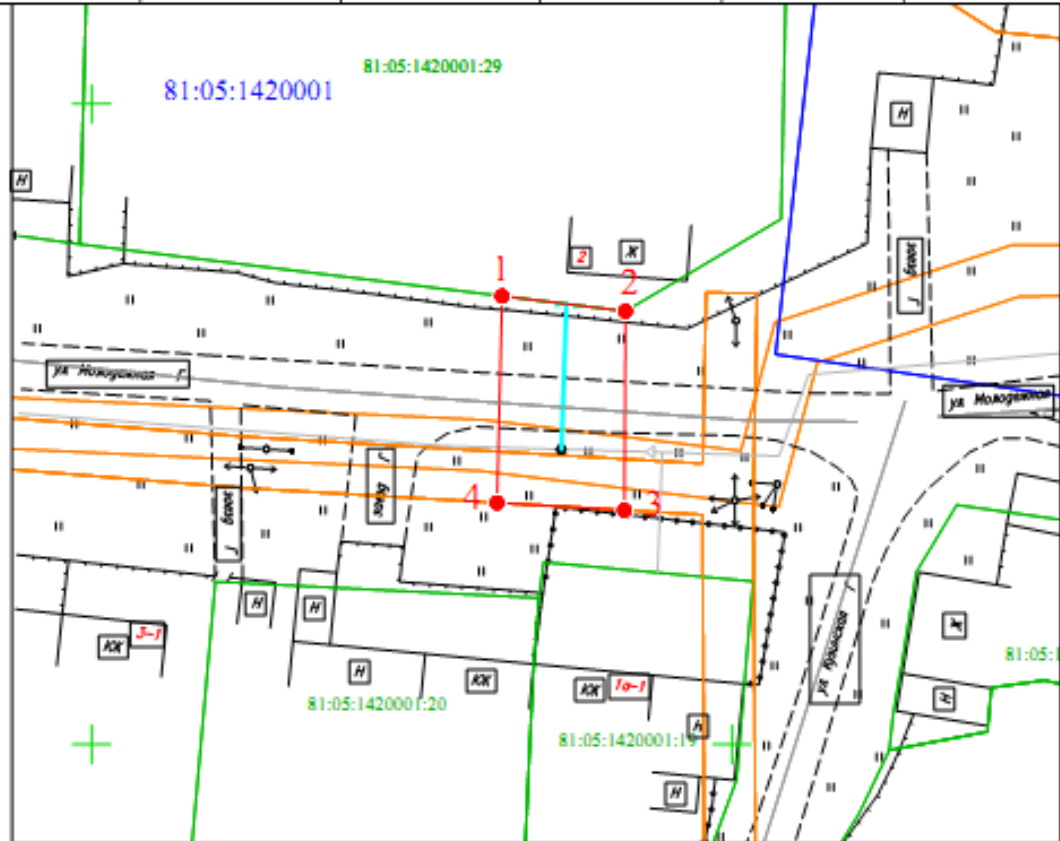 81:05:1420001:29
81:05:1420001
Н
Н
2
Ж
1
2
Г
ул Молодежная Г
ул Молодежная
4
3
Г
Г
Н
Н
3-1
КЖ
Н
КЖ
КЖ
1а-1
Н
Н
Ж
Н
Г
81:05:1
81:05:1420001:20
81:05:1420001:19